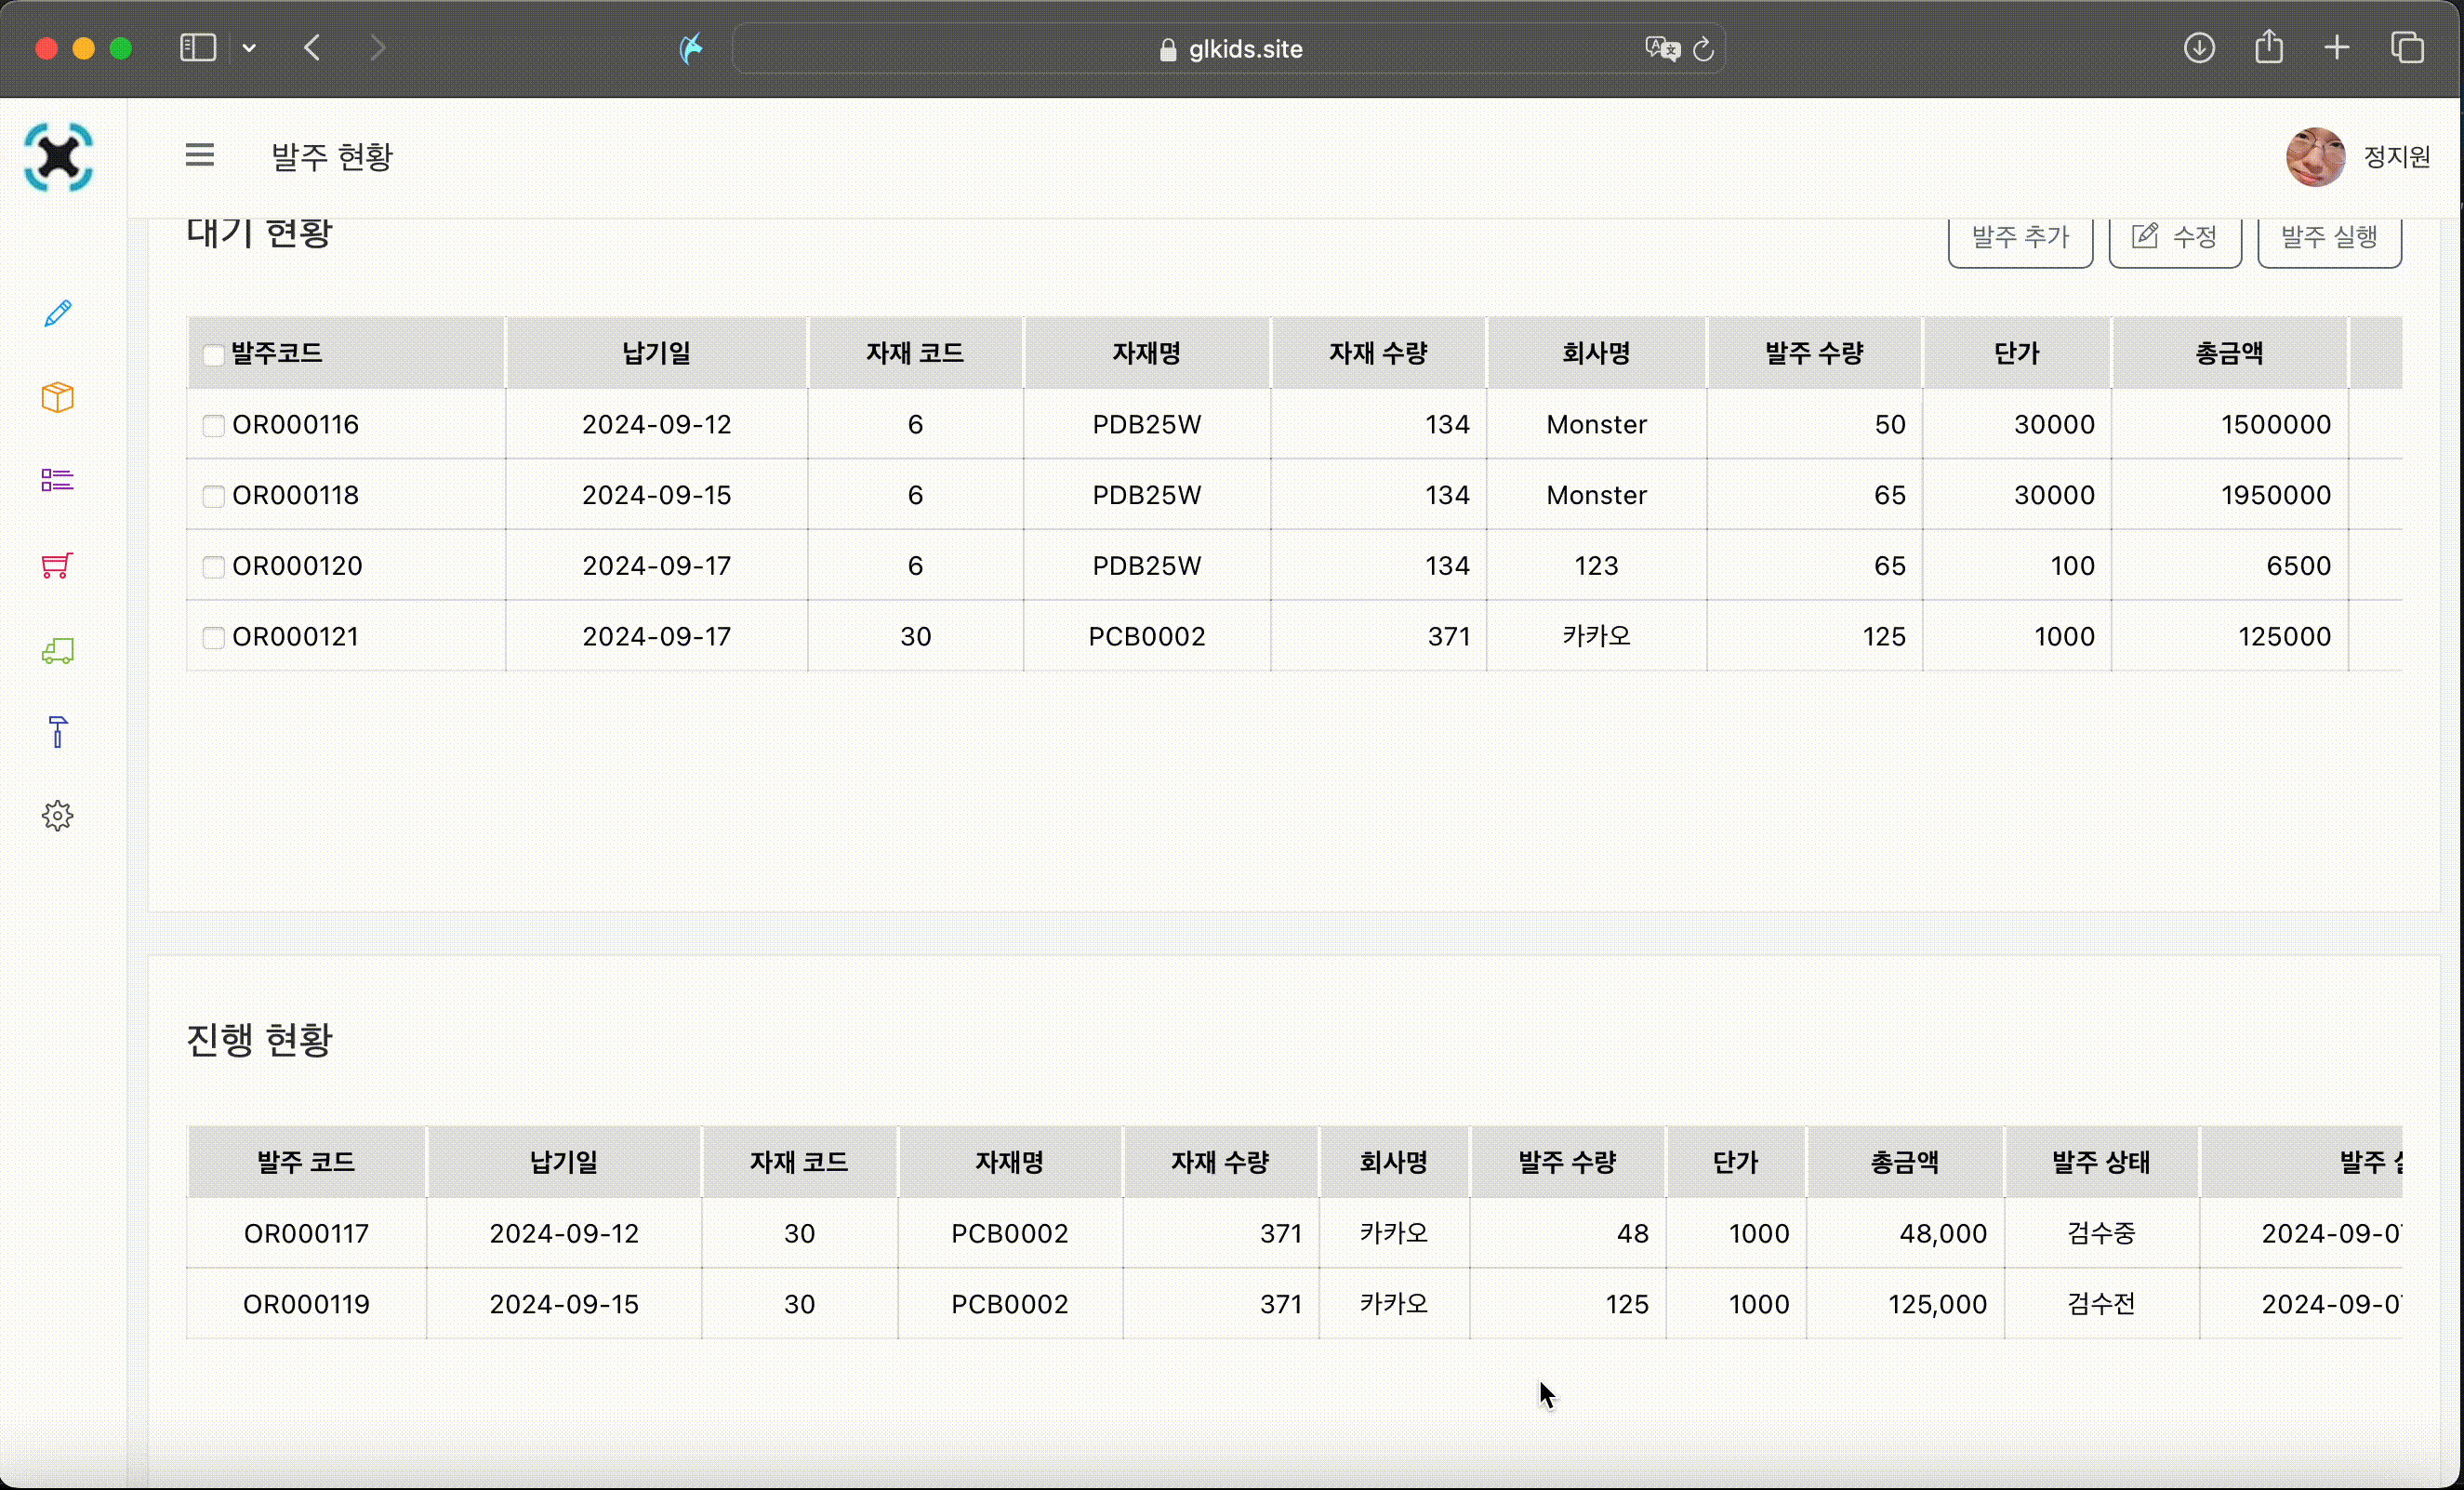 glkids.site
발주 현황
정지원
대기 현황
발주 추가 수정 발주 실행
발주코드 납기일 자재 코드 자재명 자재 수량 회사명 발주 수량 단가 총금액
OR000116 2024-09-12 6 PDB25W 134 Monster 50 30000 1500000
OR000118 2024-09-15 6 PDB25W 134 Monster 65 30000 1950000
OR000120 2024-09-17 6 PDB25W 134 123 65 100 6500
OR000121 2024-09-17 30 PCB0002 371 카카오 125 1000 125000
진행 현황
발주 코드 납기일 자재 코드 자재명 자재 수량 회사명 발주 수량 단가 총금액 발주 상태 발주
OR000117 2024-09-12 30 PCB0002 371 카카오 48 1000 48,000 검수중 2024-09-0
OR000119 2024-09-15 30 PCB0002 371 카카오 125 1000 125,000 검수전 2024-09-0